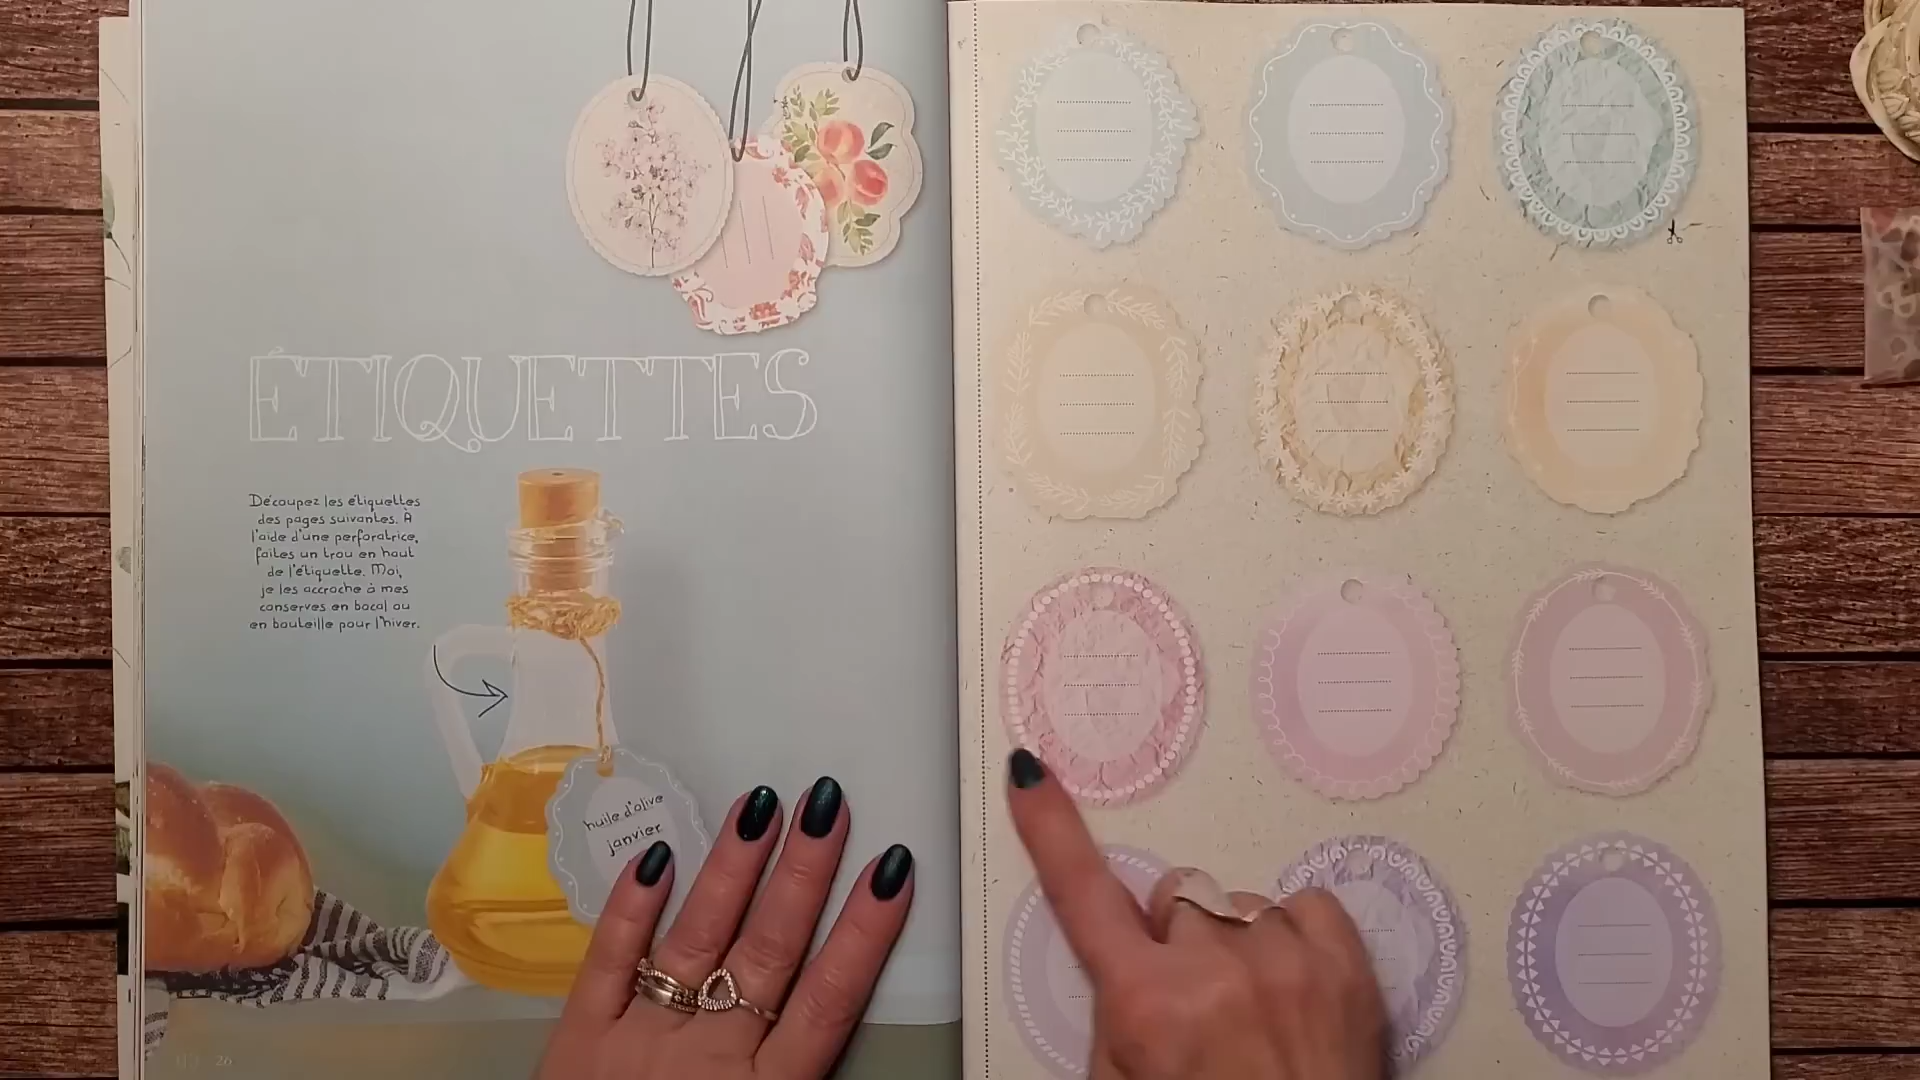 ÉTIQUETTES
Découpez les étiquettes
des pages suivantes. À
l'aide d'une perforatrice,
faites un trou en haut
de l'étiquette. Moi,
je les accroche à mes
conserves en bocal ou
en bouteille pour l'hiver.
huile d'olive
janvier
26